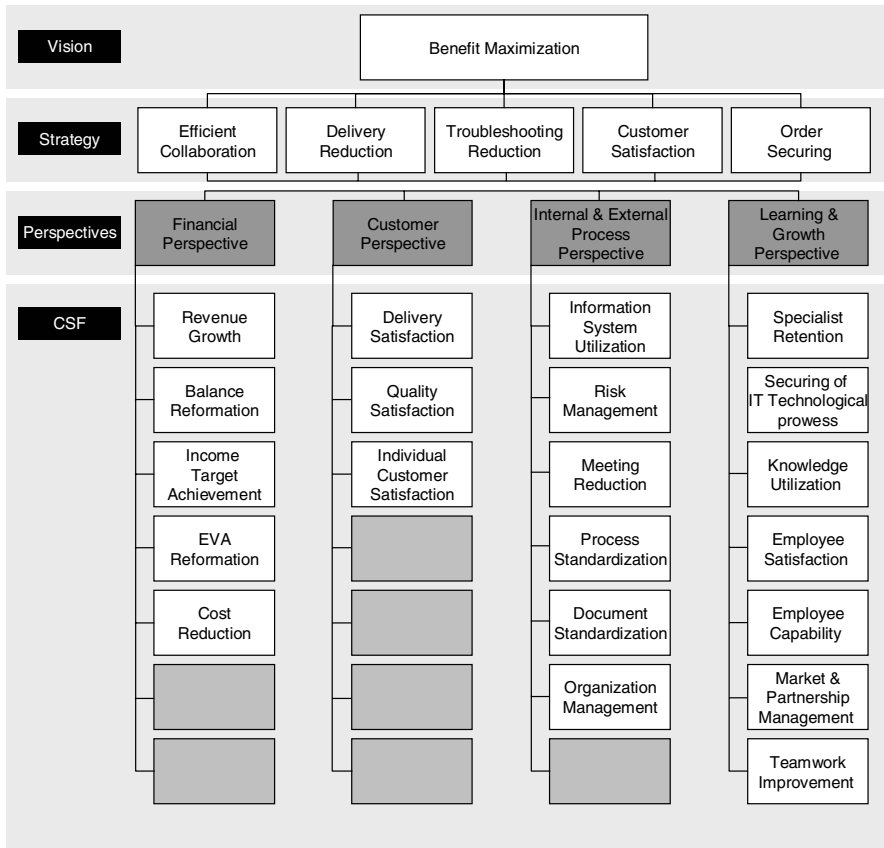 Vision
Benefit Maximization
Strategy
Efficient
Collaboration
Delivery
Reduction
Troubleshooting
Reduction
Customer
Satisfaction
Order
Securing
Perspectives
Financial
Perspective
Customer
Perspective
Internal & External
Process
Perspective
Learning &
Growth
Perspective
CSF
Revenue
Growth
Balance
Reformation
Income
Target
Achievement
EVA
Reformation
Cost
Reduction
Delivery
Satisfaction
Quality
Satisfaction
Individual
Customer
Satisfaction
Information
System
Utilization
Risk
Management
Meeting
Reduction
Process
Standardization
Document
Standardization
Organization
Management
Specialist
Retention
Securing of
IT Technological
prowess
Knowledge
Utilization
Employee
Satisfaction
Employee
Capability
Market &
Partnership
Management
Teamwork
Improvement